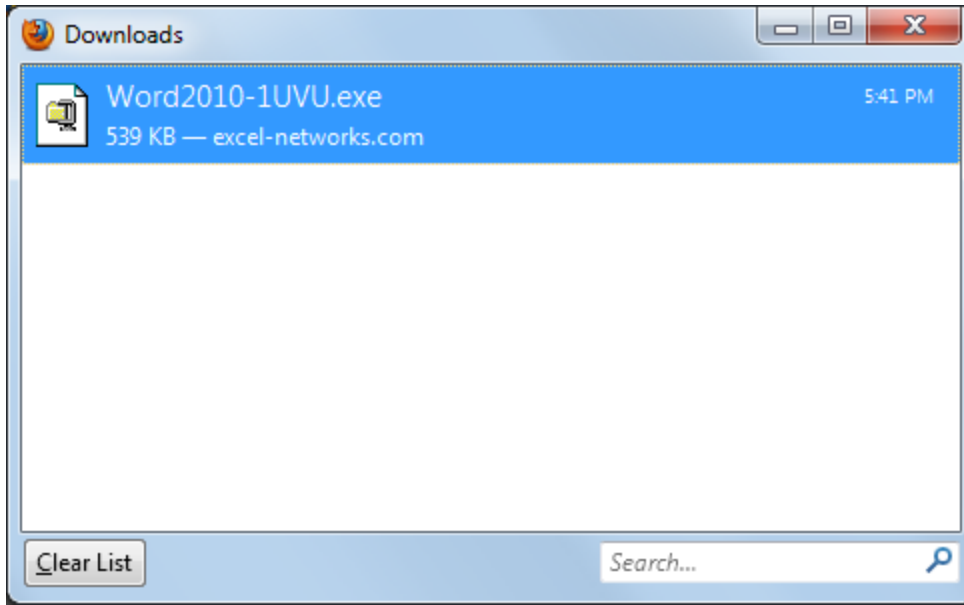 Downloads
Word2010-1UVU.exe
5:41 PM
539 KB — excel-networks.com
Clear List
Search...